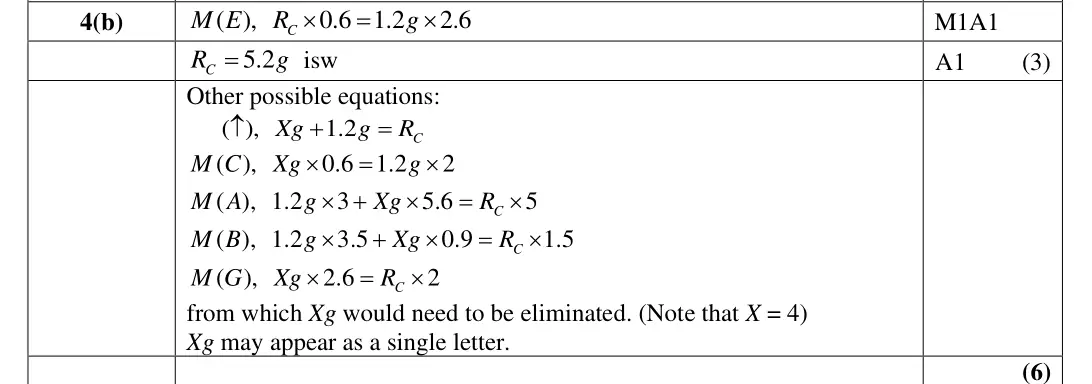 4(b) M(E), R_C × 0.6 = 1.2g × 2.6 M1A1
R_C = 5.2g isw A1 (3)
Other possible equations:
(↑), Xg + 1.2g = R_C
M(C), Xg × 0.6 = 1.2g × 2
M(A), 1.2g × 3 + Xg × 5.6 = R_C × 5
M(B), 1.2g × 3.5 + Xg × 0.9 = R_C × 1.5
M(G), Xg × 2.6 = R_C × 2
from which Xg would need to be eliminated. (Note that X = 4)
Xg may appear as a single letter.
(6)